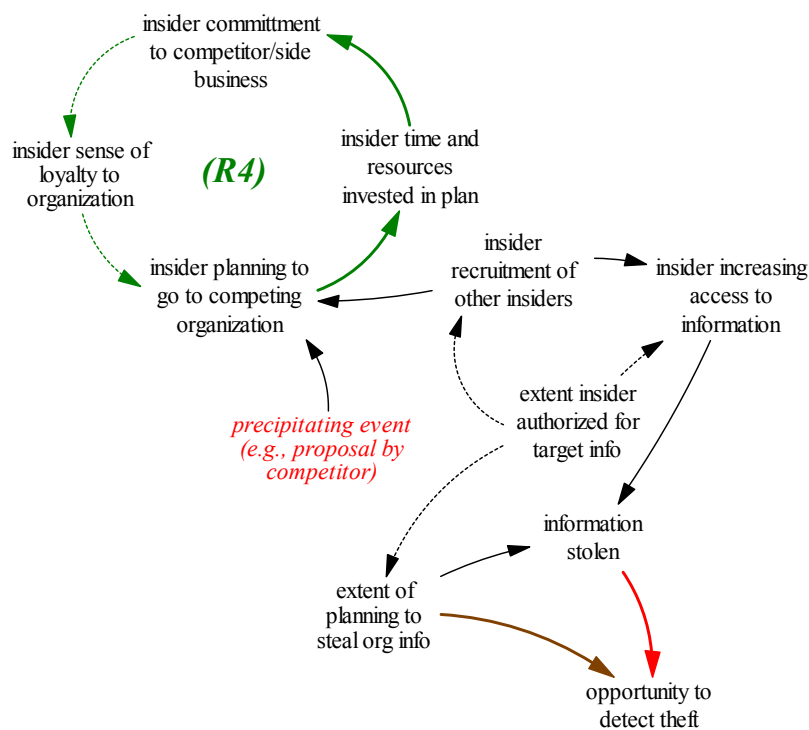 insider committment
to competitor/side
business
insider sense of
loyalty to
organization
(R4)
insider time and
resources
invested in plan
insider planning to
go to competing
organization
insider
recruitment of
other insiders
insider increasing
access to
information
precipitating event
(e.g., proposal by
competitor)
extent insider
authorized for
target info
information
stolen
extent of
planning to
steal org info
opportunity to
detect theft